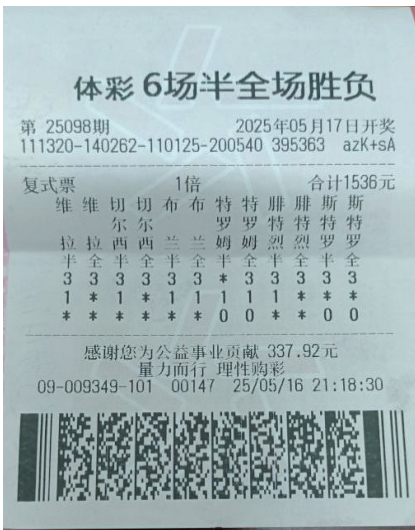 体彩 6场半全场胜负
第 25098期 2025年05月17日开奖
111320-140262-110125-200540 395363 azK+sA
复式票 1倍 合计1536元
维 维 切 切 布 布 特 特 腓 腓 斯 斯
尔 尔 罗 罗 特 特 特 特
拉 拉 西 西 兰 兰 姆 姆 烈 烈 罗 罗
半 全 半 全 半 全 半 全 半 全 半 全
3 3 3 3 3 3 * 3 3 3 3 3
1 * 1 * 1 1 1 1 1 * * *
* * * * * * 0 0 * * 0 0
感谢您为公益事业贡献 337.92元
量力而行 理性购彩
09-009349-101 00147 25/05/16 21:18:30